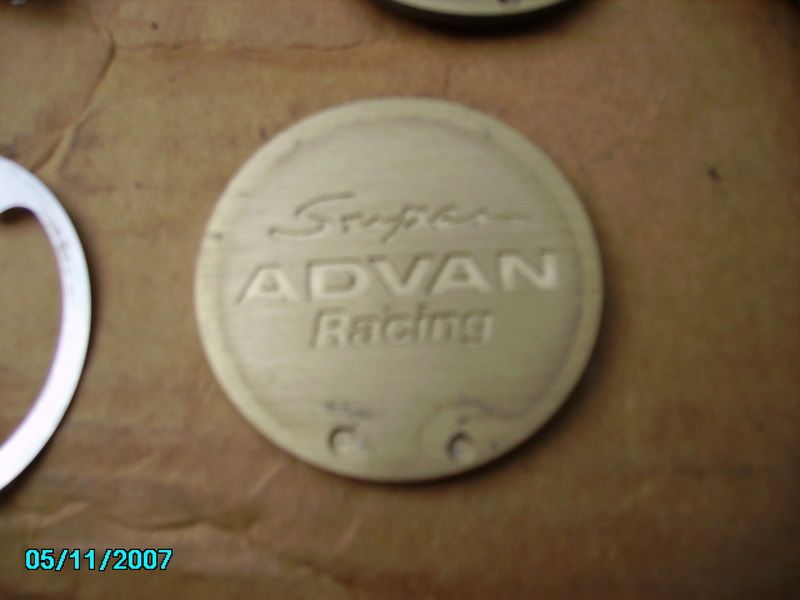 Super
ADVAN
Racing
05/11/2007